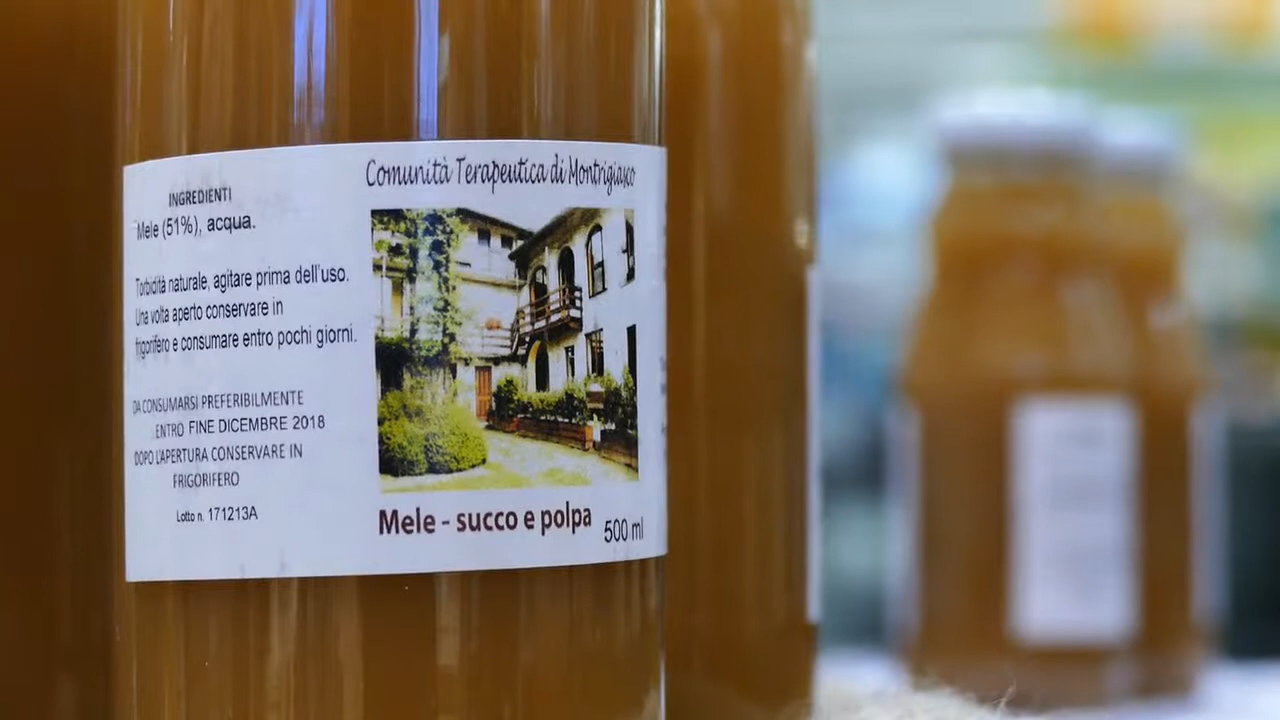 Comunità Terapeutica di Montrigiasco
INGREDIENTI
Mele (51%), acqua.
Torbidità naturale, agitare prima dell'uso.
Una volta aperto conservare in
frigorifero e consumare entro pochi giorni.
DA CONSUMARSI PREFERIBILMENTE
ENTRO FINE DICEMBRE 2018
DOPO L'APERTURA CONSERVARE IN
FRIGORIFERO
Lotto n. 171213A
Mele - succo e polpa
500 ml